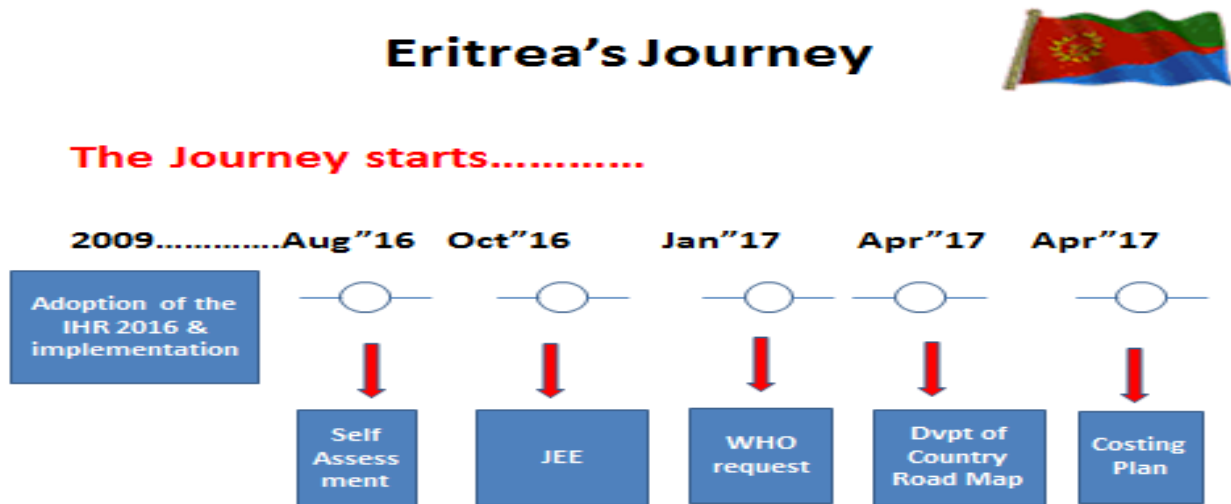 Eritrea's Journey
The Journey starts............
2009.............Aug"16 Oct"16 Jan"17 Apr"17 Apr"17
Adoption of the
IHR 2016 &
implementation
Self
Assess
ment
JEE
WHO
request
Dvpt of
Country
Road Map
Costing
Plan